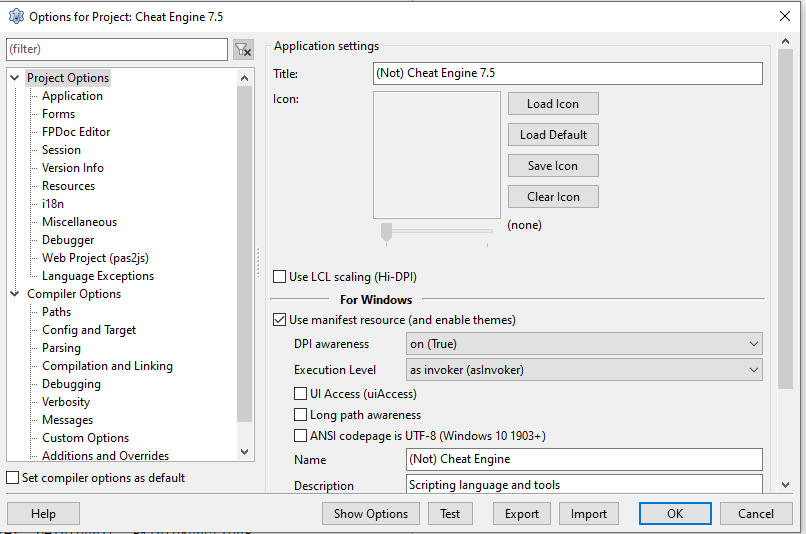 Options for Project: Cheat Engine 7.5
(filter)
Project Options
Application
Forms
FPDoc Editor
Session
Version Info
Resources
i18n
Miscellaneous
Debugger
Web Project (pas2js)
Language Exceptions
Compiler Options
Paths
Config and Target
Parsing
Compilation and Linking
Debugging
Verbosity
Messages
Custom Options
Additions and Overrides
Set compiler options as default
Application settings
Title: (Not) Cheat Engine 7.5
Icon:
Load Icon
Load Default
Save Icon
Clear Icon
(none)
Use LCL scaling (Hi-DPI)
For Windows
Use manifest resource (and enable themes)
DPI awareness on (True)
Execution Level as invoker (asInvoker)
UI Access (uiAccess)
Long path awareness
ANSI codepage is UTF-8 (Windows 10 1903+)
Name (Not) Cheat Engine
Description Scripting language and tools
Help Show Options Test Export Import OK Cancel